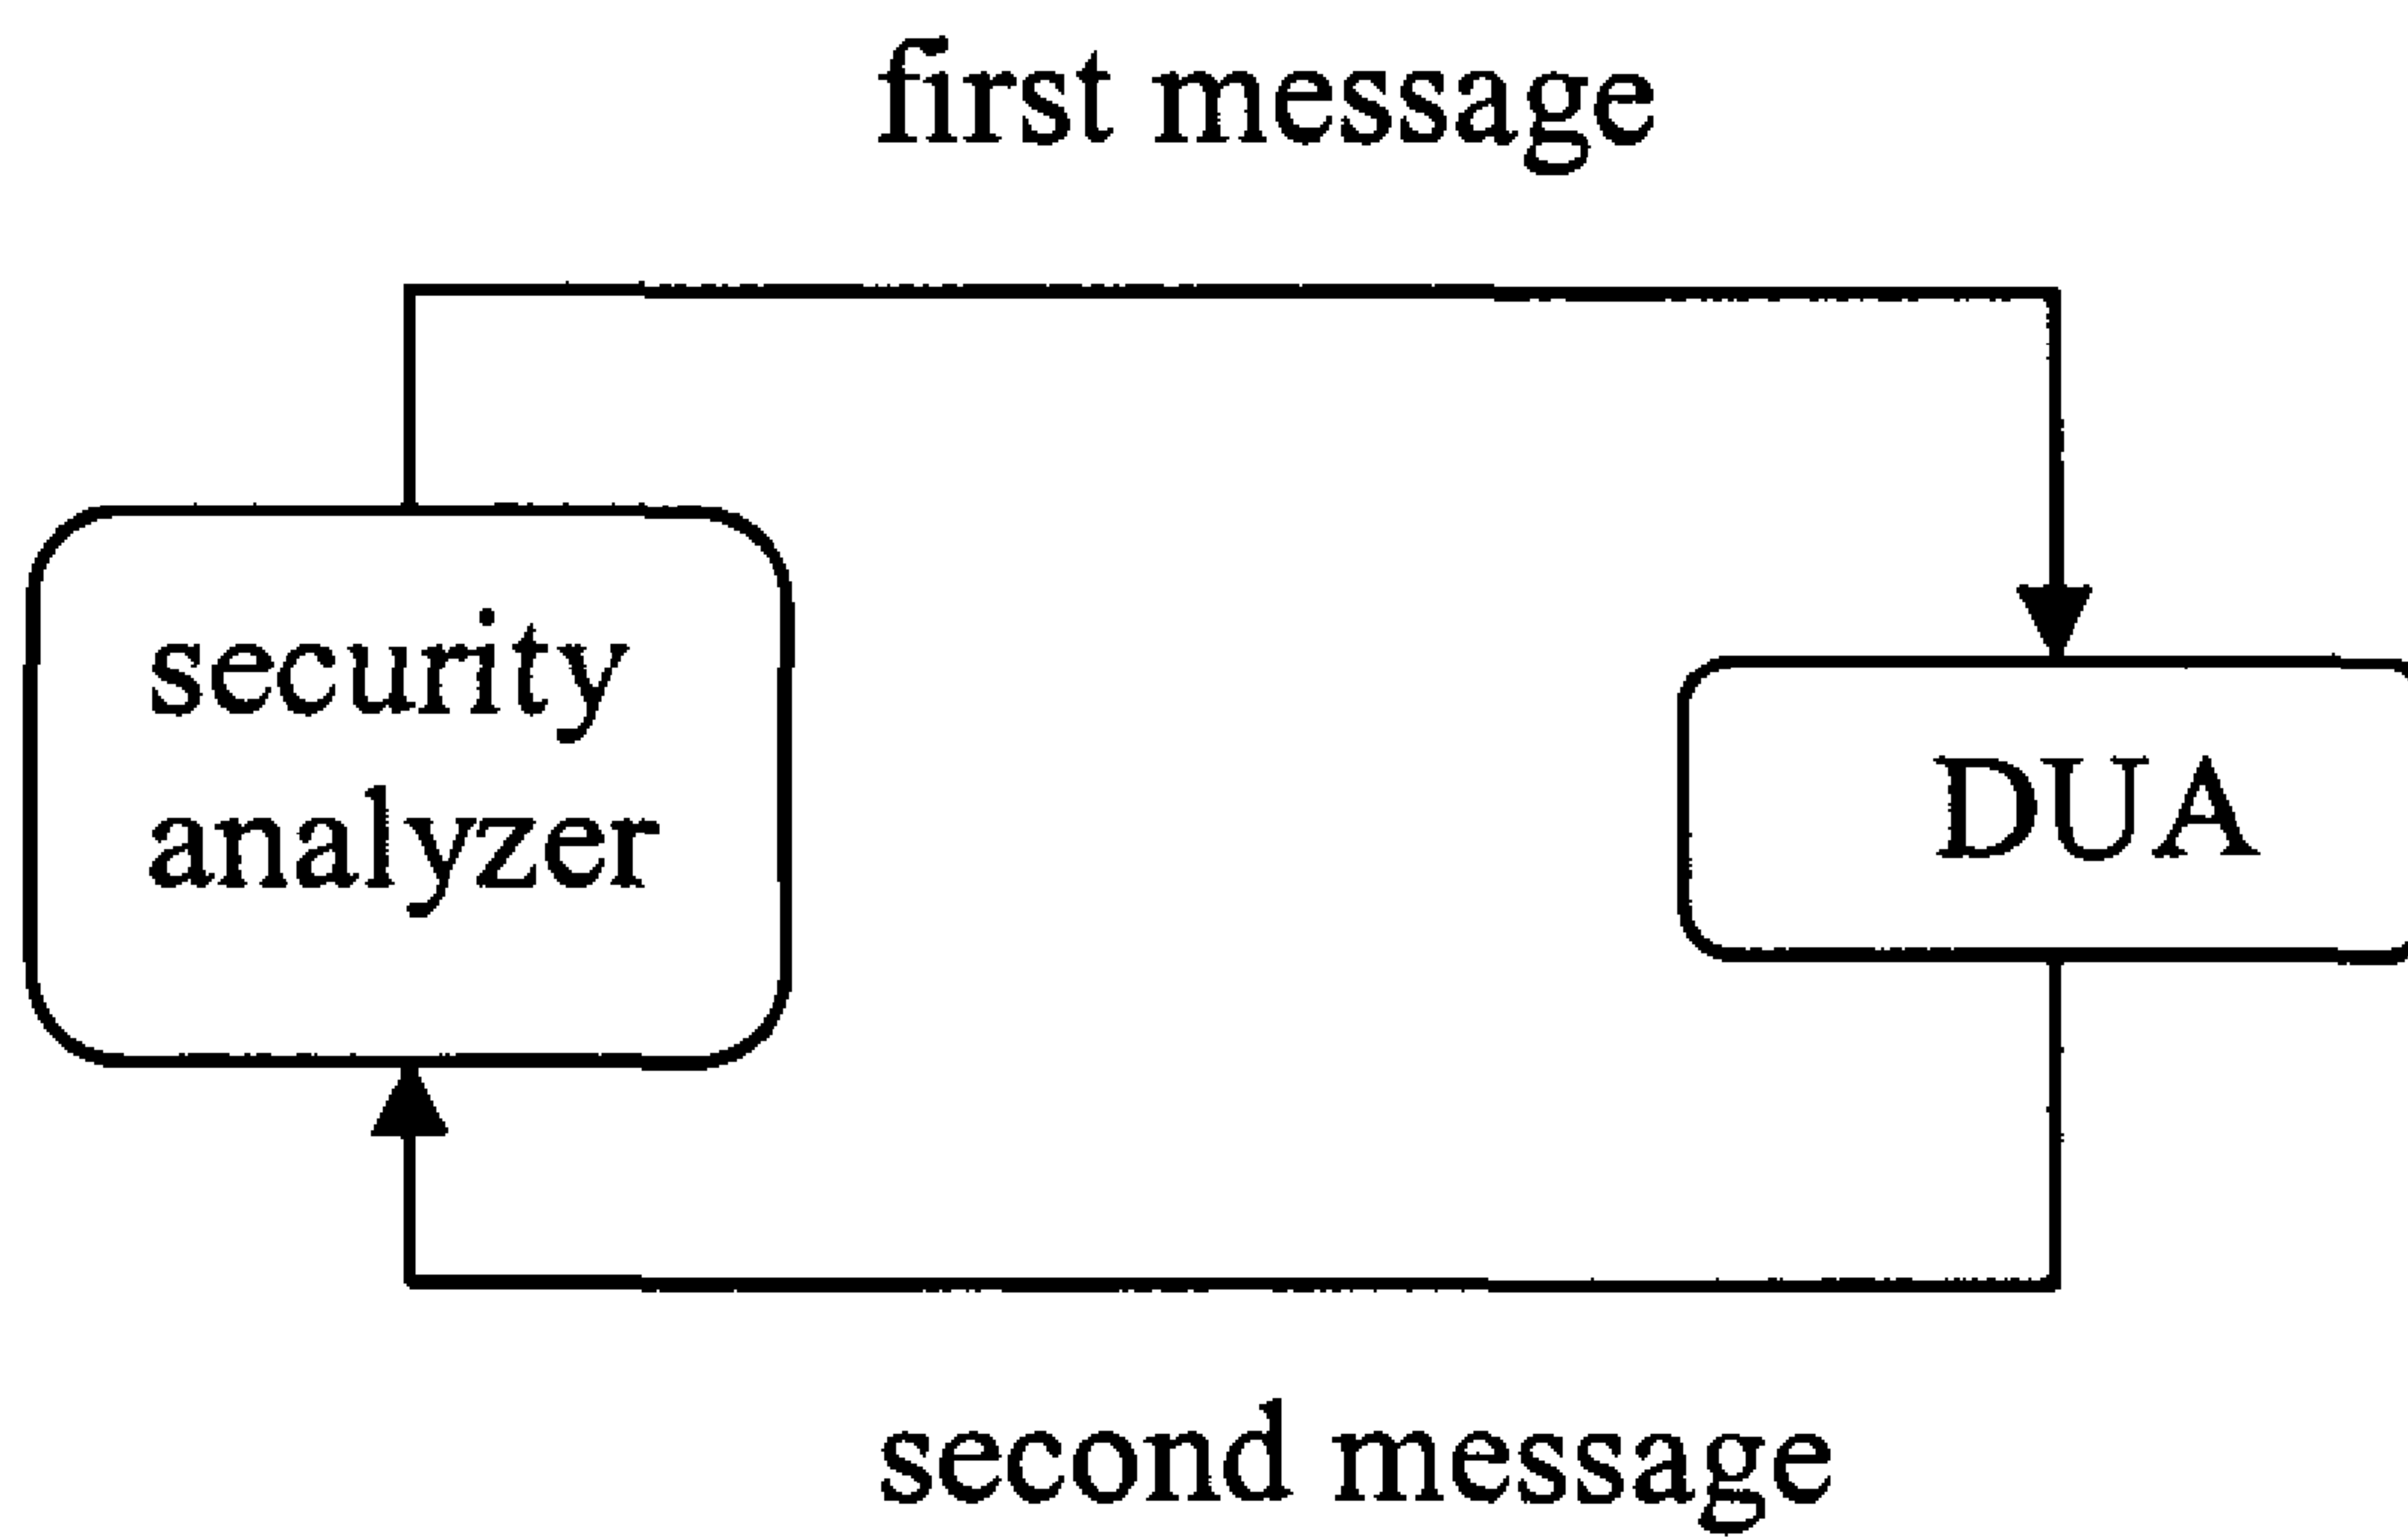 first message
security
analyzer
DUA
second message